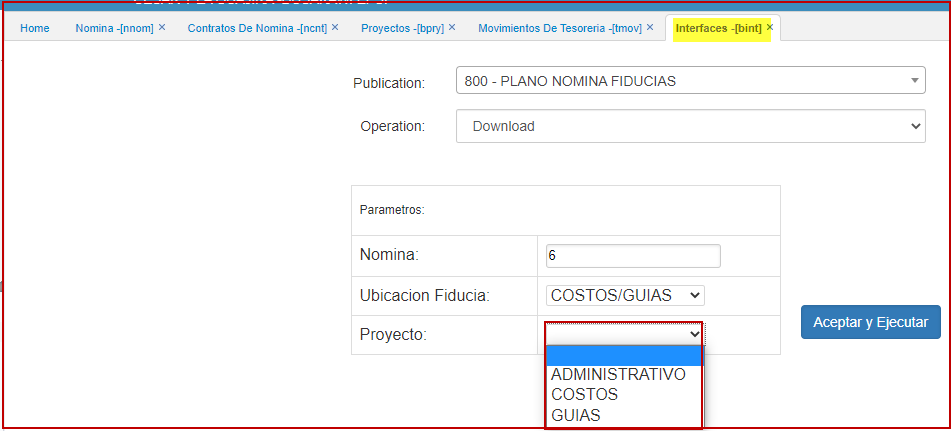 Home Nomina -[nnom] × Contratos De Nomina -[ncnt] × Proyectos -[bpry] × Movimientos De Tesoreria -[tmov] × Interfaces -[bint] ×
Publication: 800 - PLANO NOMINA FIDUCIAS
Operation: Download
Parametros:
Nomina: 6
Ubicacion Fiducia: COSTOS/GUIAS
Aceptar y Ejecutar
Proyecto:
ADMINISTRATIVO
COSTOS
GUIAS